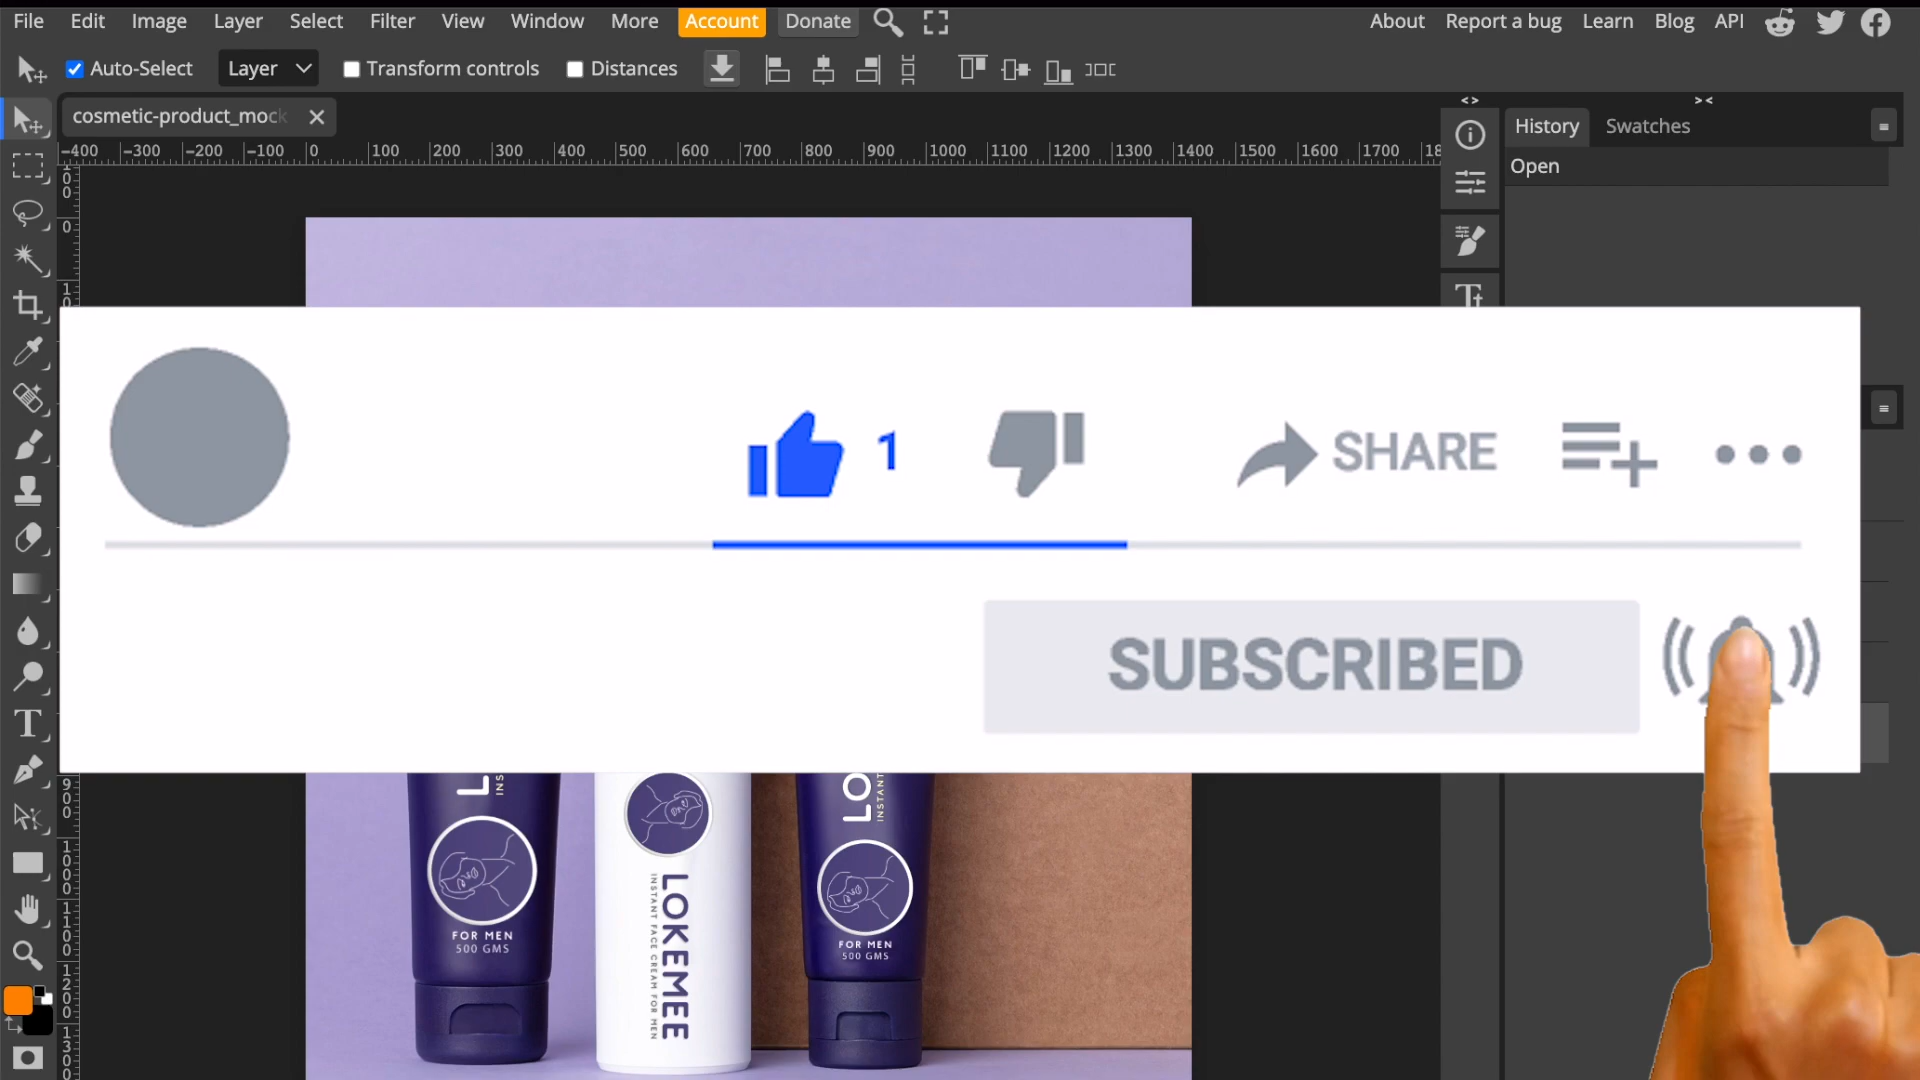 File Edit Image Layer Select Filter View Window More Account Donate About Report a bug Learn Blog API
Auto-Select Layer Transform controls Distances
cosmetic-product_mock
History Swatches
Open
-400 -300 -200 -100 0 100 200 300 400 500 600 700 800 900 1000 1100 1200 1300 1400 1500 1600 1700
1 SHARE
SUBSCRIBED
FOR MEN
500 GMS
LOKEMEE
INSTANT FACE CREAM FOR MEN
LO
INSTANT
FOR MEN
500 GMS